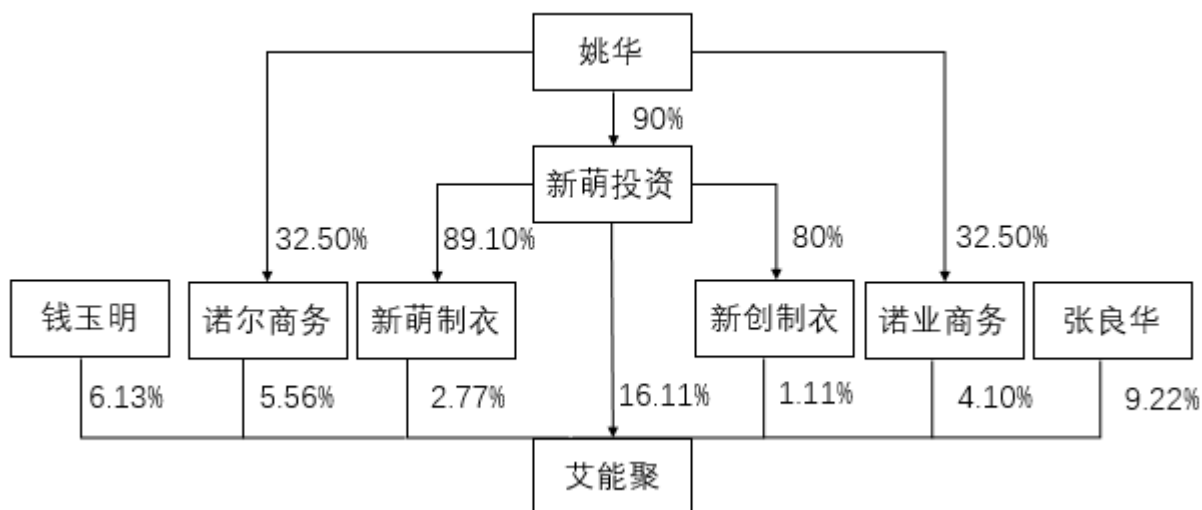 姚华
90%
新萌投资
32.50%
89.10%
80%
32.50%
钱玉明
诺尔商务
新萌制衣
新创制衣
诺业商务
张良华
6.13%
5.56%
2.77%
16.11%
1.11%
4.10%
9.22%
艾能聚